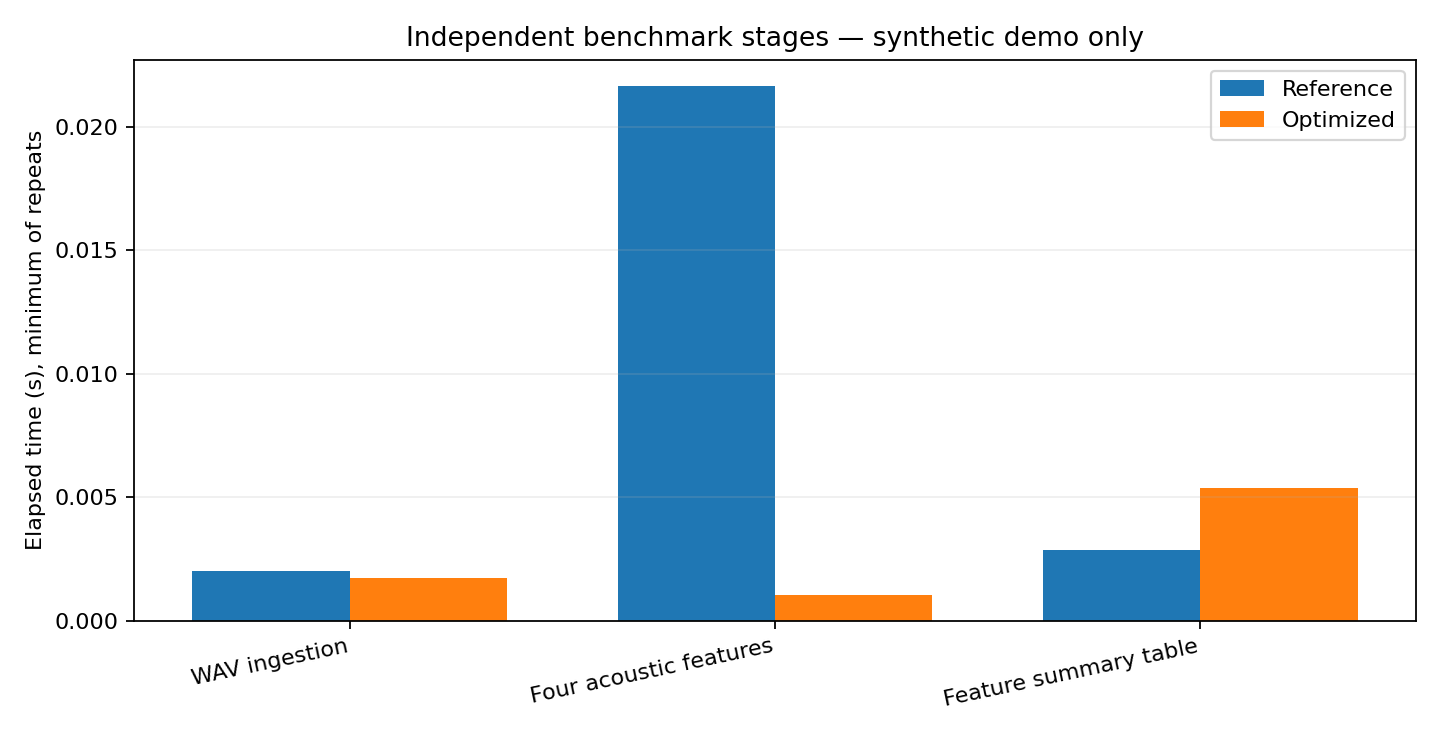 Independent benchmark stages — synthetic demo only
Reference
Optimized
Elapsed time (s), minimum of repeats
0.020
0.015
0.010
0.005
0.000
WAV ingestion
Four acoustic features
Feature summary table